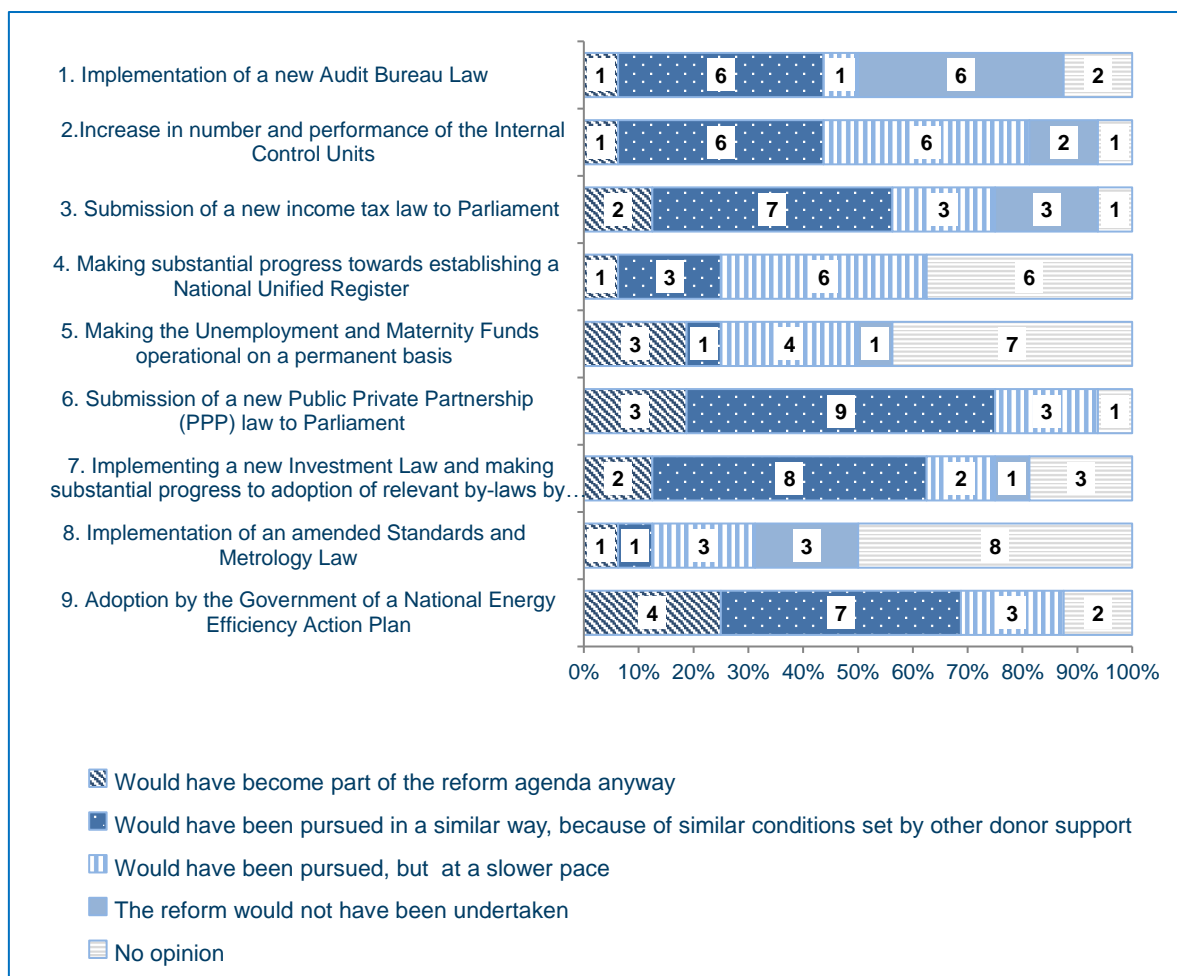 1. Implementation of a new Audit Bureau Law
1 6 1 6 2
2.Increase in number and performance of the Internal
Control Units
1 6 6 2 1
3. Submission of a new income tax law to Parliament
2 7 3 3 1
4. Making substantial progress towards establishing a
National Unified Register
1 3 6 6
5. Making the Unemployment and Maternity Funds
operational on a permanent basis
3 1 4 1 7
6. Submission of a new Public Private Partnership
(PPP) law to Parliament
3 9 3 1
7. Implementing a new Investment Law and making
substantial progress to adoption of relevant by-laws by…
2 8 2 1 3
8. Implementation of an amended Standards and
Metrology Law
1 1 3 3 8
9. Adoption by the Government of a National Energy
Efficiency Action Plan
4 7 3 2
0% 10% 20% 30% 40% 50% 60% 70% 80% 90% 100%
Would have become part of the reform agenda anyway
Would have been pursued in a similar way, because of similar conditions set by other donor support
Would have been pursued, but at a slower pace
The reform would not have been undertaken
No opinion